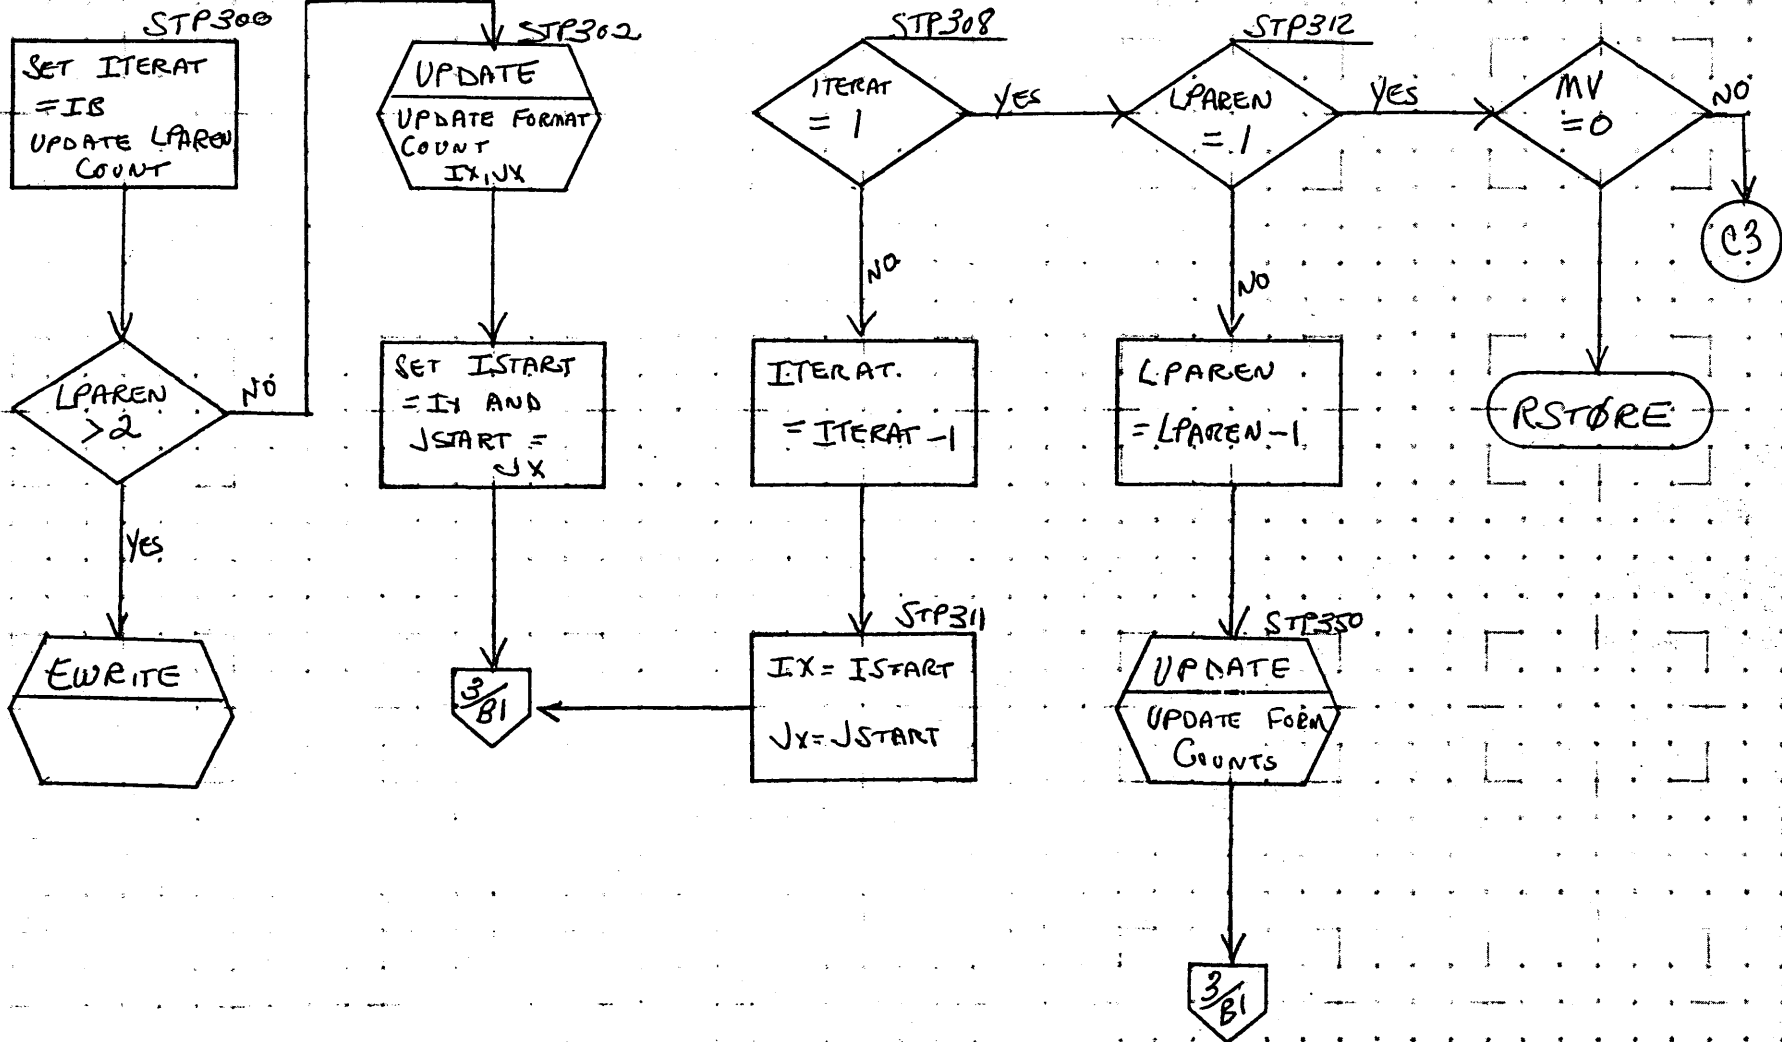 STP300
SET ITERAT
=IB
UPDATE LPAREN
COUNT
LPAREN
>2
NO
YES
EWRITE
STP302
UPDATE
UPDATE FORMAT
COUNT
IX,JX
SET ISTART
=IX AND
JSTART =
JX
3/B1
STP308
ITERAT
= 1
YES
NO
ITERAT.
= ITERAT -1
STP311
IX = ISTART
JX = JSTART
STP312
LPAREN
= 1
YES
NO
LPAREN
= LPAREN -1
STP350
UPDATE
UPDATE FORM
COUNTS
3/B1
MV
=0
NO
C3
RSTØRE